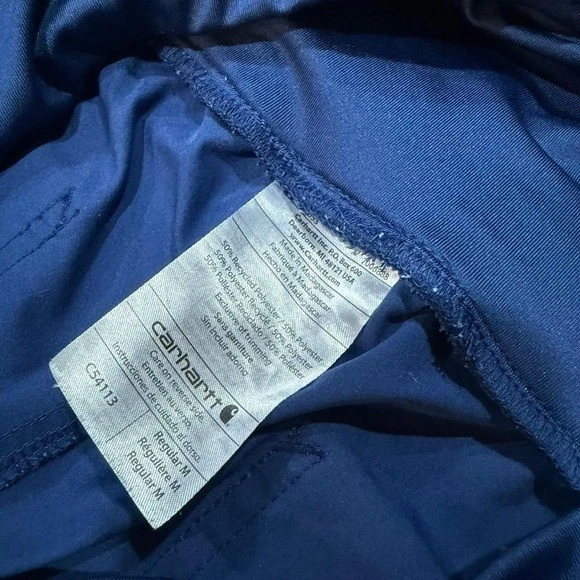 Carhartt Inc. P.O. Box 600
Dearborn, MI 48121 USA
www.carhartt.com
Made in Madagascar
Fabriqué à Madagascar
Hecho en Madagascar
50% Recycled Polyester / 50% Polyester
50% Polyester Recyclé / 50% Polyester
50% Poliéster Reciclado / 50% Poliéster
Exclusive of trimming
Sans garniture
Sin incluir adorno
carhartt
Care on reverse side.
Entretien au verso.
Instrucciones de cuidado al dorso.
C54113
Regular M
Régulière M
Regular M